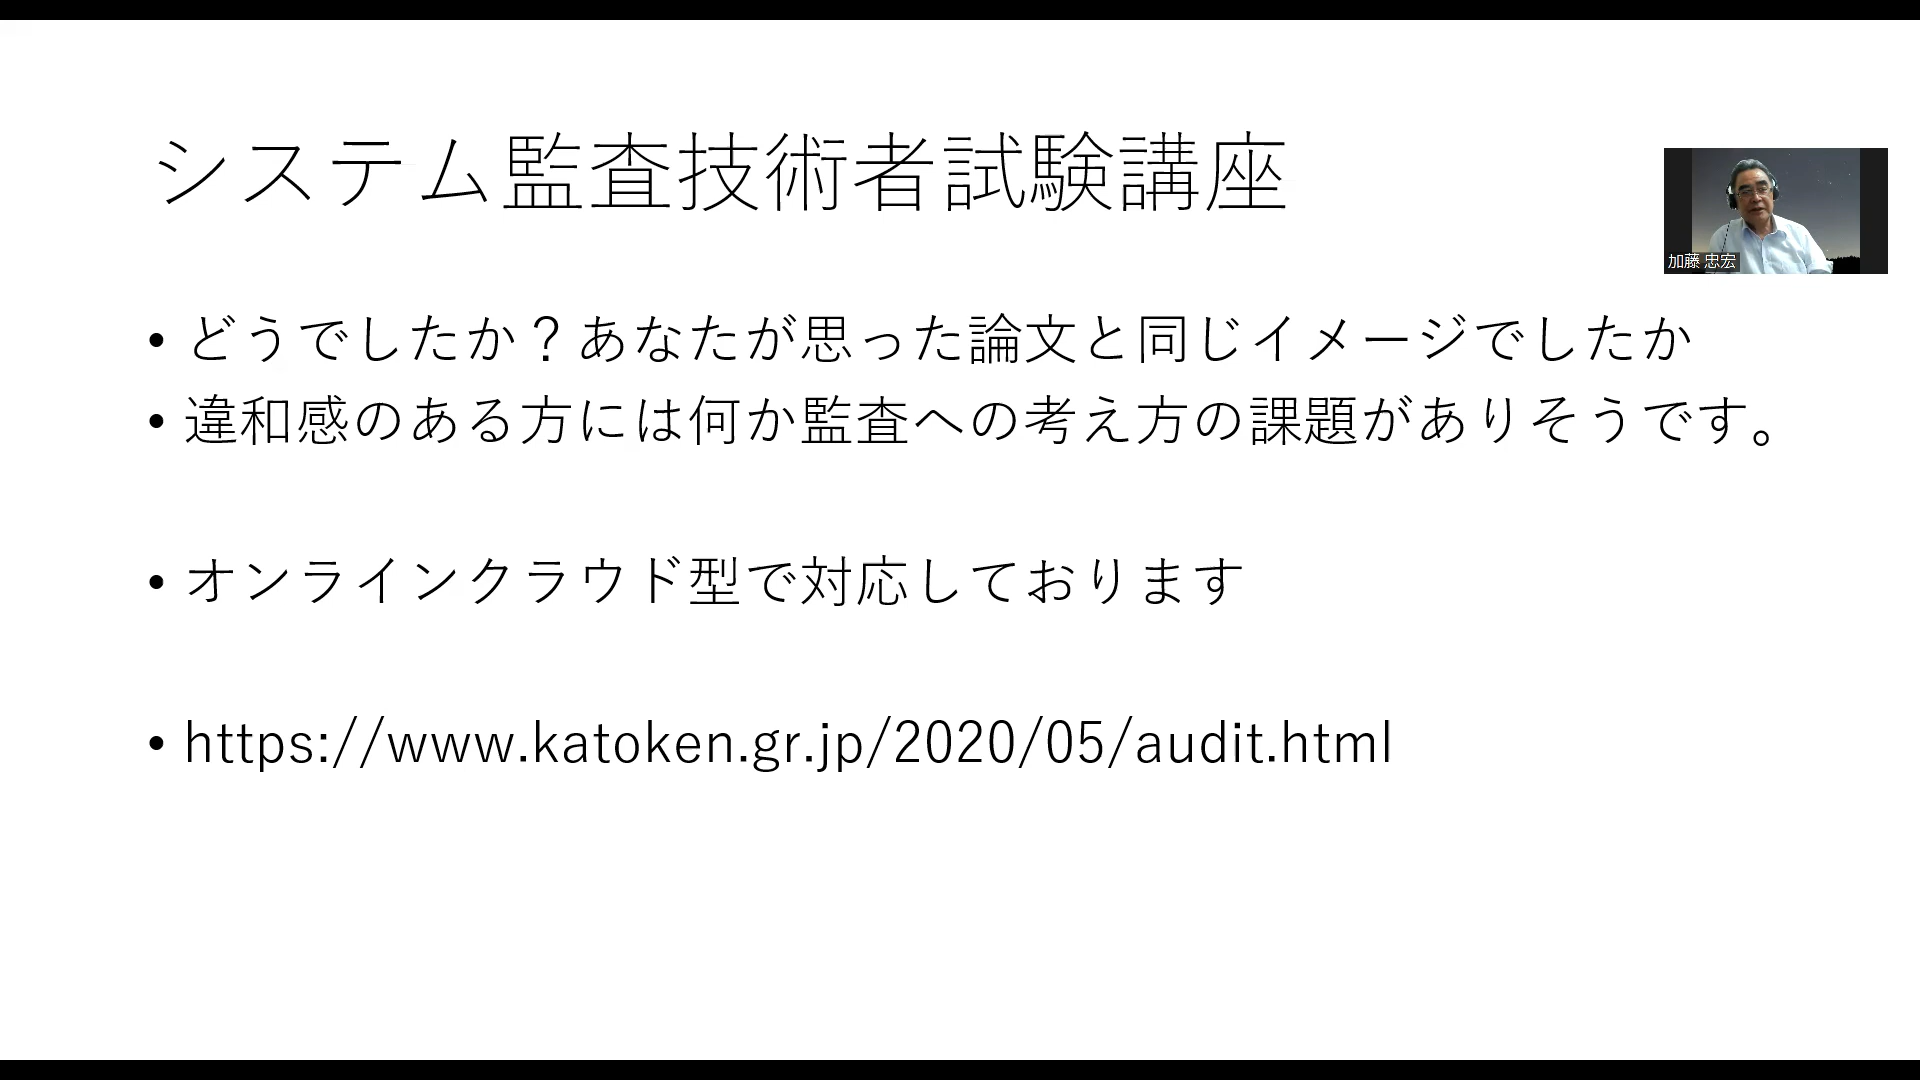 システム監査技術者試験講座
加藤 忠宏
• どうでしたか？あなたが思った論文と同じイメージでしたか
• 違和感のある方には何か監査への考え方の課題がありそうです。
• オンラインクラウド型で対応しております
• https://www.katoken.gr.jp/2020/05/audit.html